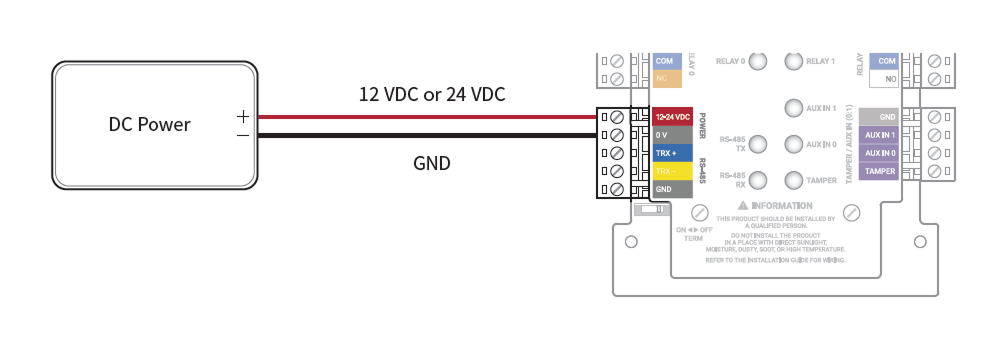 DC Power
+
−
12 VDC or 24 VDC
GND
COM
NC
RELAY 0
RELAY 0
RELAY 1
RELAY
COM
NO
12-24 VDC
0 V
TRX +
TRX -
GND
POWER
RS-485
RS-485
TX
RS-485
RX
AUX IN 1
AUX IN 0
TAMPER
TAMPER / AUX IN (0:1)
GND
AUX IN 1
AUX IN 0
TAMPER
ON ◄► OFF
TERM
INFORMATION
THIS PRODUCT SHOULD BE INSTALLED BY
A QUALIFIED PERSON.
DO NOT INSTALL THE PRODUCT
IN A PLACE WITH DIRECT SUNLIGHT,
MOISTURE, DUSTY, SOOT, OR HIGH TEMPERATURE.
REFER TO THE INSTALLATION GUIDE FOR WIRING.